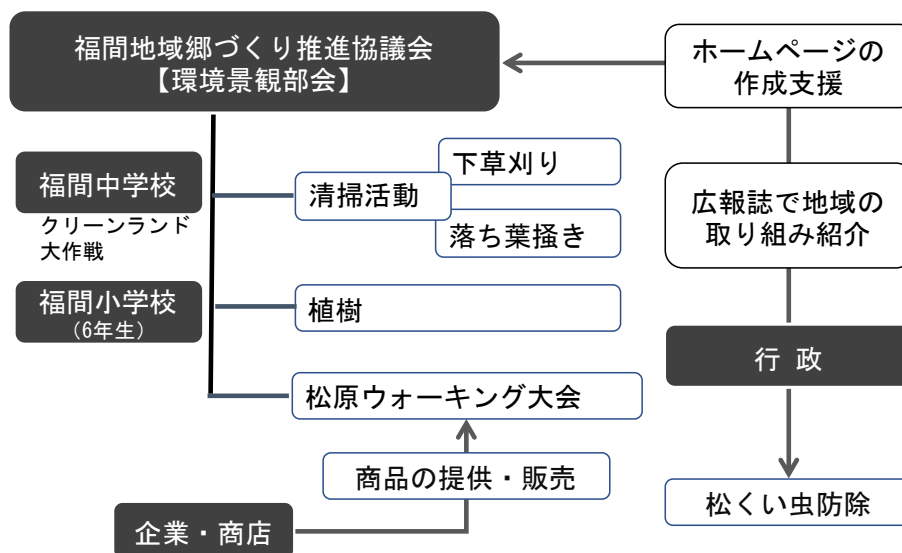 福間地域郷づくり推進協議会
【環境景観部会】
ホームページの
作成支援
福間中学校
クリーンランド
大作戦
清掃活動
下草刈り
落ち葉掻き
広報誌で地域の
取り組み紹介
福間小学校
（6年生）
植樹
行 政
松原ウォーキング大会
商品の提供・販売
松くい虫防除
企業・商店